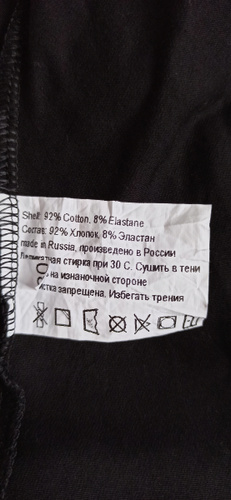 Shell: 92% Cotton, 8% Elastane
Состав: 92% Хлопок, 8% Эластан
made in Russia, произведено в России
стирка при 30 С. Сушить в тени
на изнаночной стороне
запрещена. Избегать трения